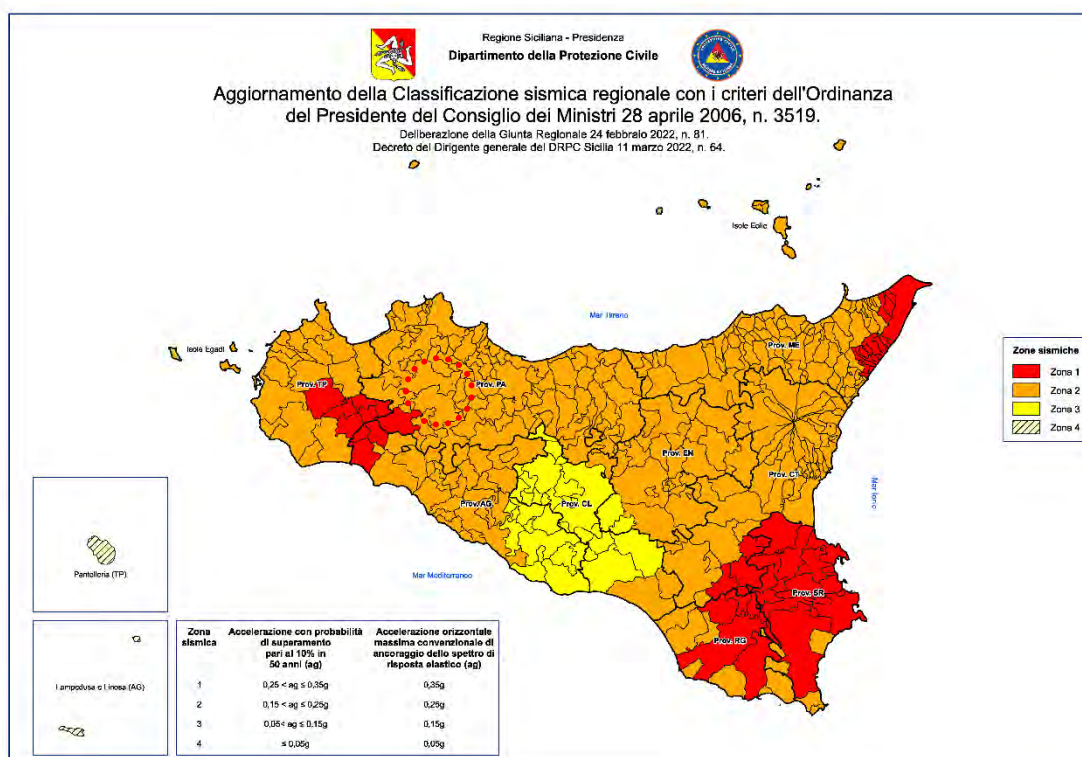 Regione Siciliana - Presidenza
Dipartimento della Protezione Civile
Aggiornamento della Classificazione sismica regionale con i criteri dell'Ordinanza
del Presidente del Consiglio dei Ministri 28 aprile 2006, n. 3519.
Deliberazione della Giunta Regionale 24 febbraio 2022, n. 81.
Decreto del Dirigente generale del DRPC Sicilia 11 marzo 2022, n. 64.
Isole Eolie
Mar Tirreno
Isole Egadi
Prov. ME
Prov. TP
Prov. PA
Prov. EN
Prov. CT
Prov. AG
Prov. CL
Mar Ionio
Mar Mediterraneo
Prov. SR
Prov. RG
Zone sismiche
Zona 1
Zona 2
Zona 3
Zona 4
Pantelleria (TP)
Lampedusa e Linosa (AG)
Zona sismica
Accelerazione con probabilità di superamento pari al 10% in 50 anni (ag)
Accelerazione orizzontale massima convenzionale di ancoraggio dello spettro di risposta elastico (ag)
1 0,25 < ag ≤ 0,35g 0,35g
2 0,15 < ag ≤ 0,25g 0,25g
3 0,05< ag ≤ 0,15g 0,15g
4 ≤ 0,05g 0,05g